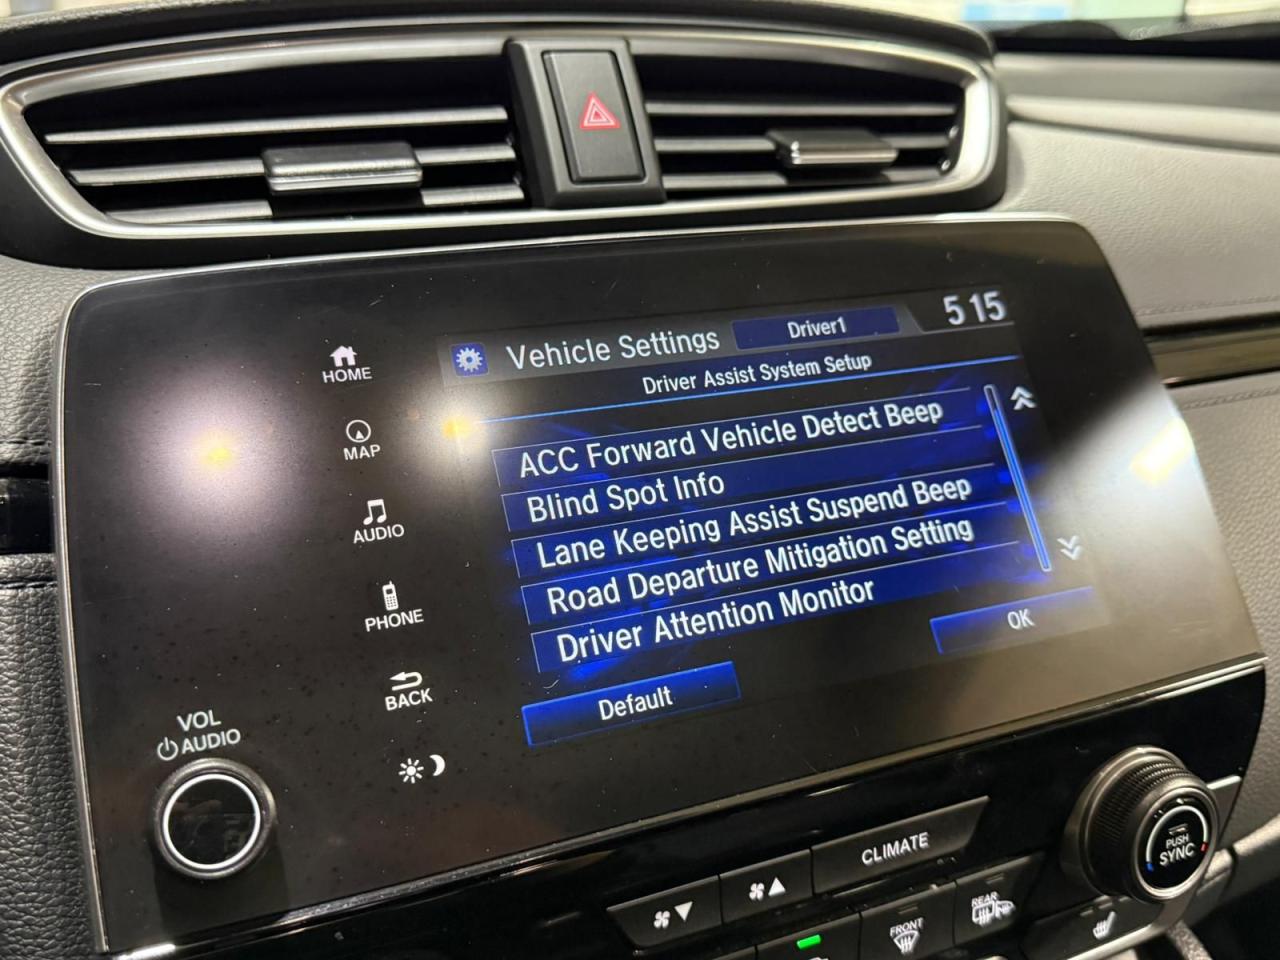 Vehicle Settings
Driver1
5:15
Driver Assist System Setup
HOME
MAP
AUDIO
PHONE
BACK
ACC Forward Vehicle Detect Beep
Blind Spot Info
Lane Keeping Assist Suspend Beep
Road Departure Mitigation Setting
Driver Attention Monitor
Default
OK
VOL
AUDIO
CLIMATE
PUSH
SYNC
FRONT
REAR